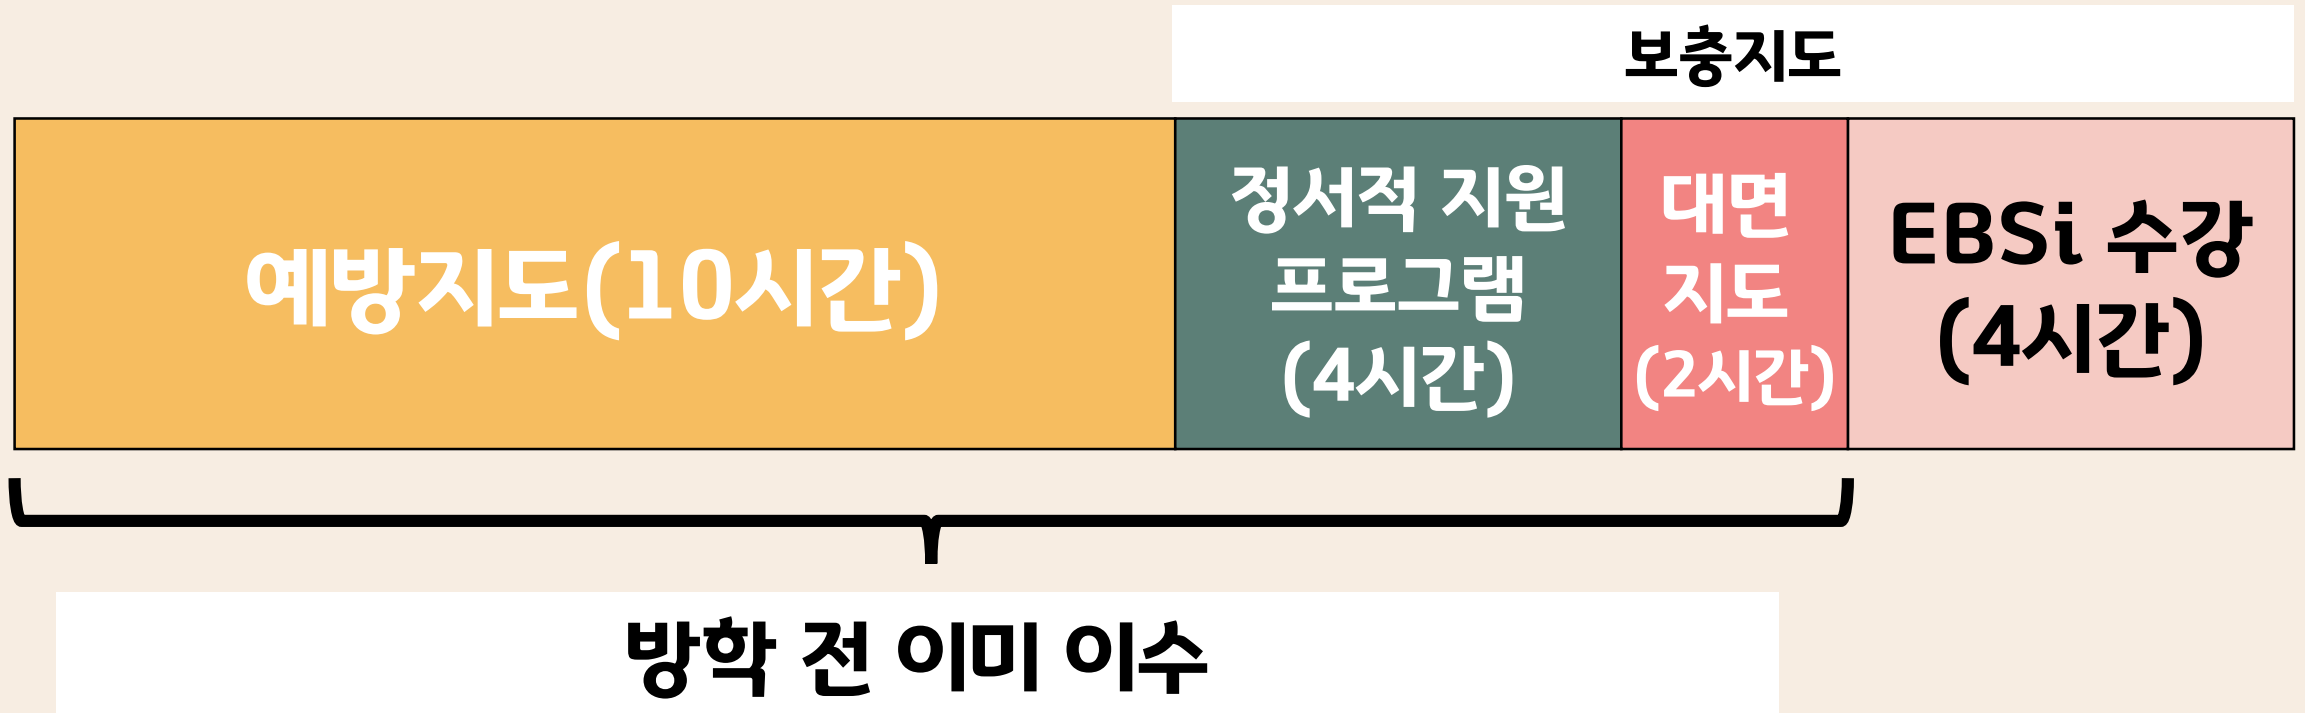 보충지도
예방지도(10시간)
정서적 지원
프로그램
(4시간)
대면
지도
(2시간)
EBSi 수강
(4시간)
방학 전 이미 이수